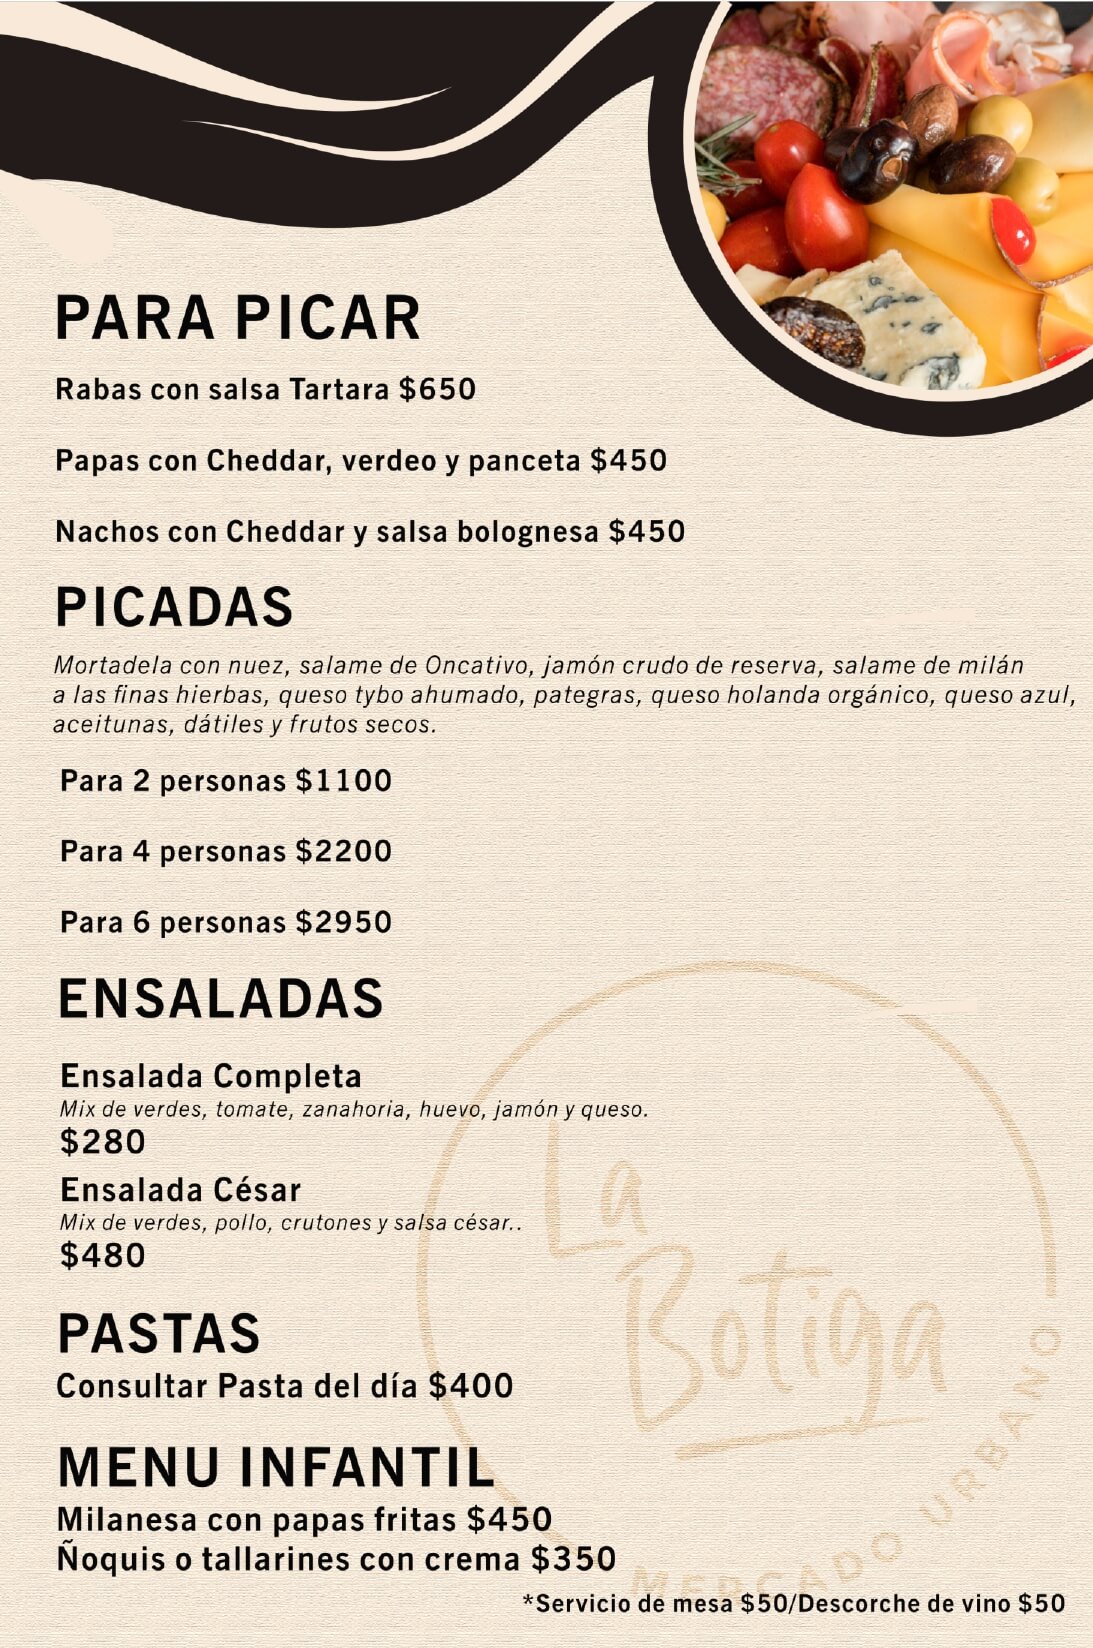 PARA PICAR
Rabas con salsa Tartara $650
Papas con Cheddar, verdeo y panceta $450
Nachos con Cheddar y salsa bolognesa $450
PICADAS
Mortadela con nuez, salame de Oncativo, jamón crudo de reserva, salame de milán
a las finas hierbas, queso tybo ahumado, pategras, queso holanda orgánico, queso azul,
aceitunas, dátiles y frutos secos.
Para 2 personas $1100
Para 4 personas $2200
Para 6 personas $2950
ENSALADAS
Ensalada Completa
Mix de verdes, tomate, zanahoria, huevo, jamón y queso.
$280
Ensalada César
Mix de verdes, pollo, crutones y salsa césar..
$480
PASTAS
Consultar Pasta del día $400
MENU INFANTIL
Milanesa con papas fritas $450
Ñoquis o tallarines con crema $350
*Servicio de mesa $50/Descorche de vino $50
La
Botiga
MERCADO URBANO